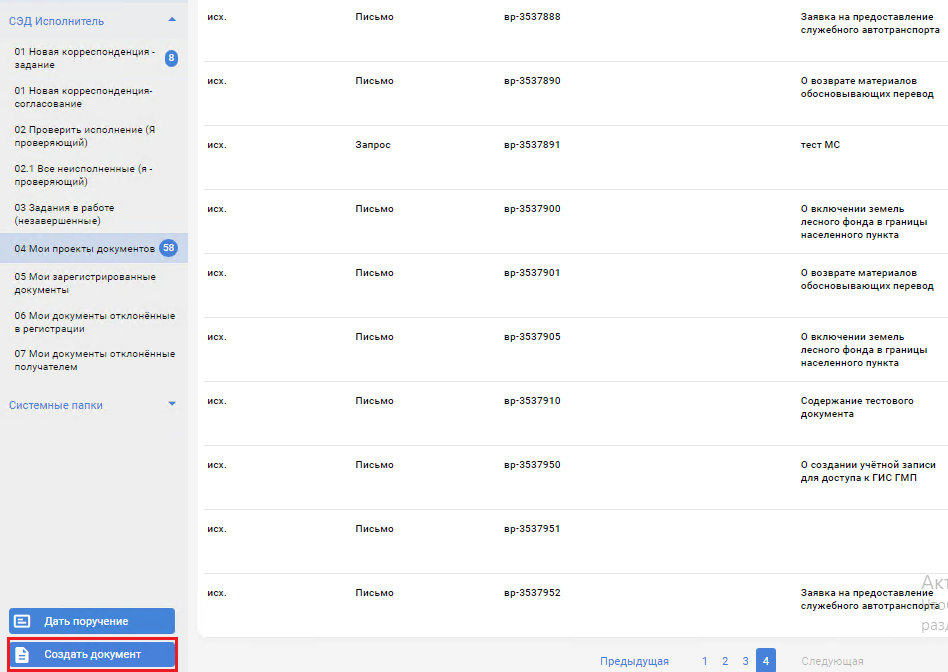 СЭД Исполнитель
01 Новая корреспонденция -
задание
8
01 Новая корреспонденция-
согласование
02 Проверить исполнение (Я
проверяющий)
02.1 Все неисполненные (я -
проверяющий)
03 Задания в работе
(незавершенные)
04 Мои проекты документов 58
05 Мои зарегистрированные
документы
06 Мои документы отклонённые
в регистрации
07 Мои документы отклонённые
получателем
Системные папки
Дать поручение
Создать документ
исх. Письмо вр-3537888 Заявка на предоставление
служебного автотранспорта
исх. Письмо вр-3537890 О возврате материалов
обосновывающих перевод
исх. Запрос вр-3537891 тест МС
исх. Письмо вр-3537900 О включении земель
лесного фонда в границы
населенного пункта
исх. Письмо вр-3537901 О возврате материалов
обосновывающих перевод
исх. Письмо вр-3537905 О включении земель
лесного фонда в границы
населенного пункта
исх. Письмо вр-3537910 Содержание тестового
документа
исх. Письмо вр-3537950 О создании учётной записи
для доступа к ГИС ГМП
исх. Письмо вр-3537951
исх. Письмо вр-3537952 Заявка на предоставление
служебного автотранспорта
Предыдущая 1 2 3 4 Следующая